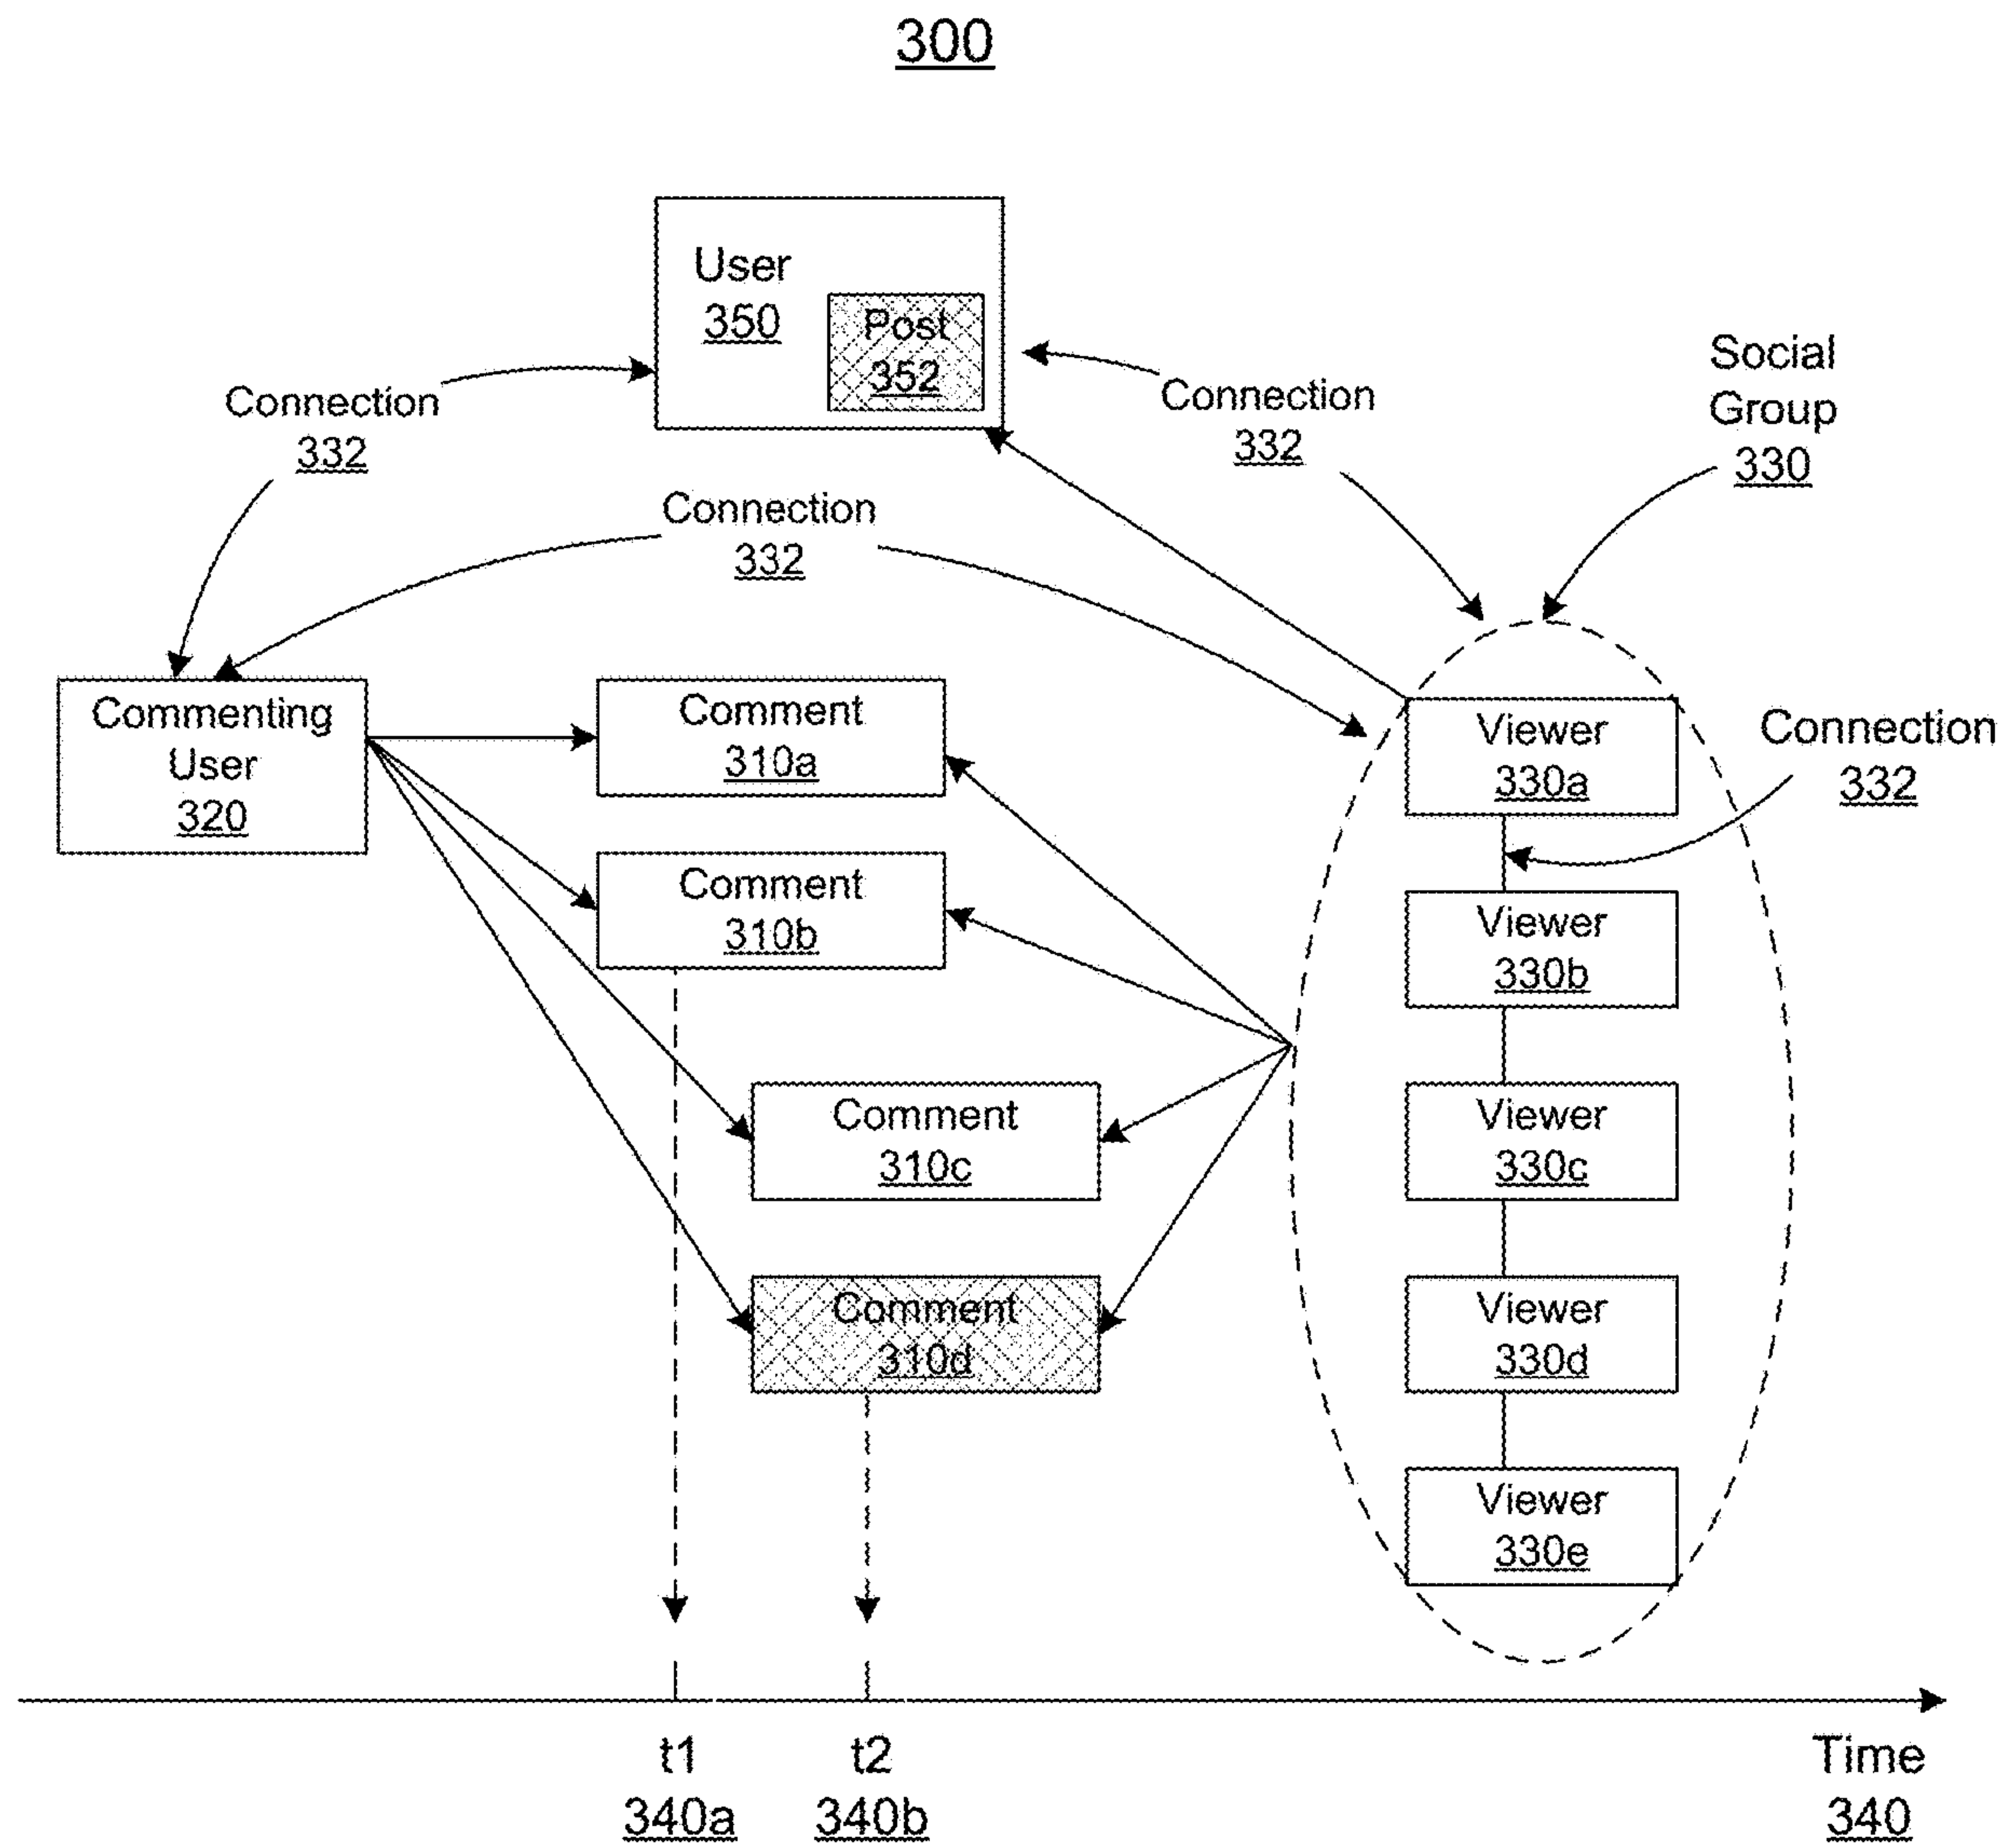 300
User
350
Post
352
Connection
332
Connection
332
Social
Group
330
Connection
332
Commenting
User
320
Comment
310a
Viewer
330a
Connection
332
Comment
310b
Viewer
330b
Comment
310c
Viewer
330c
Comment
310d
Viewer
330d
Viewer
330e
t1
340a
t2
340b
Time
340